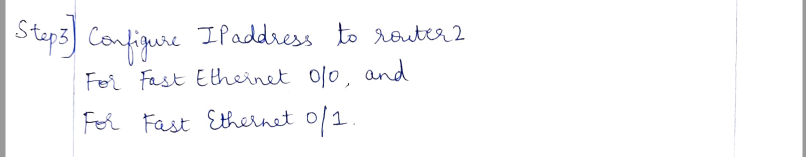 Step3] Configure IPaddress to router2
For Fast Ethernet 0/0, and
For Fast Ethernet 0/1.